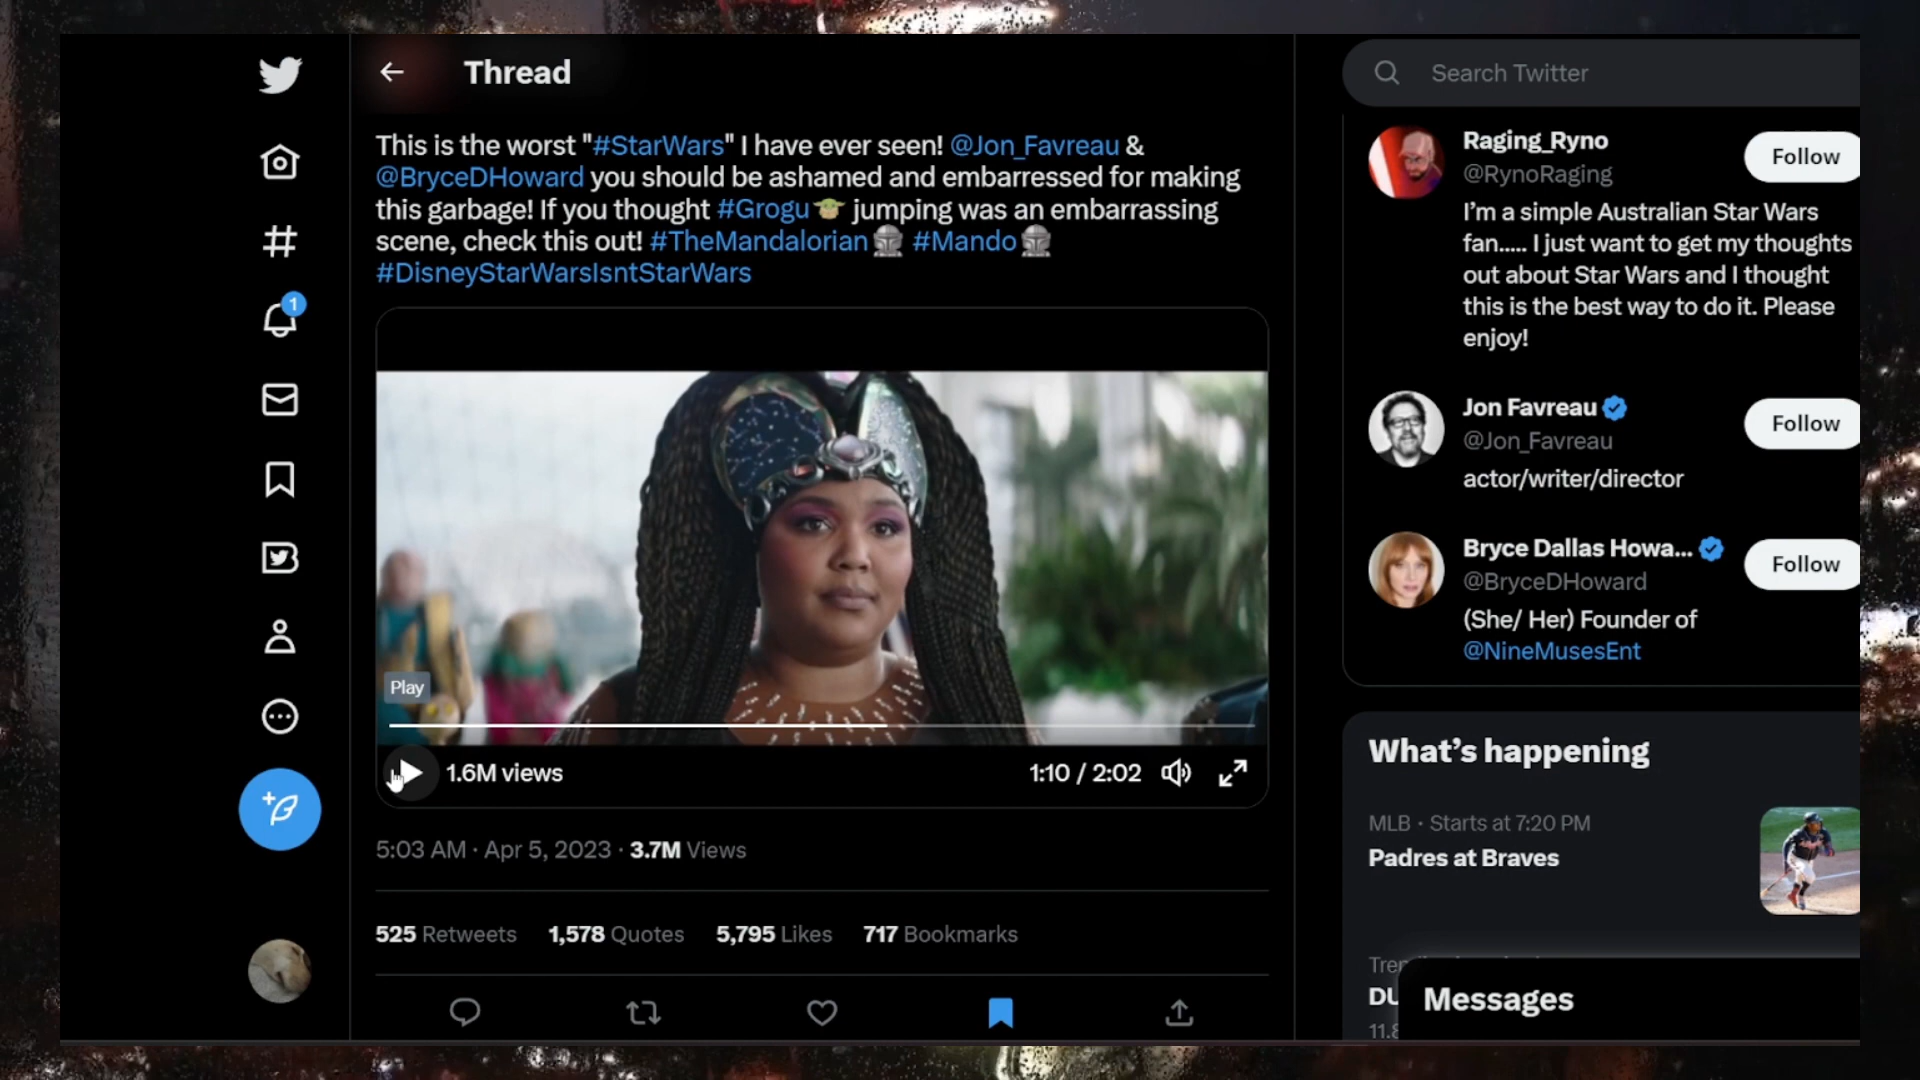 Thread
This is the worst "#StarWars" I have ever seen! @Jon_Favreau &
@BryceDHoward you should be ashamed and embarressed for making
this garbage! If you thought #Grogu jumping was an embarrassing
scene, check this out! #TheMandalorian #Mando
#DisneyStarWarsIsntStarWars
Play
1.6M views
1:10 / 2:02
5:03 AM · Apr 5, 2023 · 3.7M Views
525 Retweets 1,578 Quotes 5,795 Likes 717 Bookmarks
1
Search Twitter
Raging_Ryno
@RynoRaging
Follow
I'm a simple Australian Star Wars
fan..... I just want to get my thoughts
out about Star Wars and I thought
this is the best way to do it. Please
enjoy!
Jon Favreau
@Jon_Favreau
Follow
actor/writer/director
Bryce Dallas Howa...
@BryceDHoward
Follow
(She/ Her) Founder of
@NineMusesEnt
What's happening
MLB · Starts at 7:20 PM
Padres at Braves
Messages